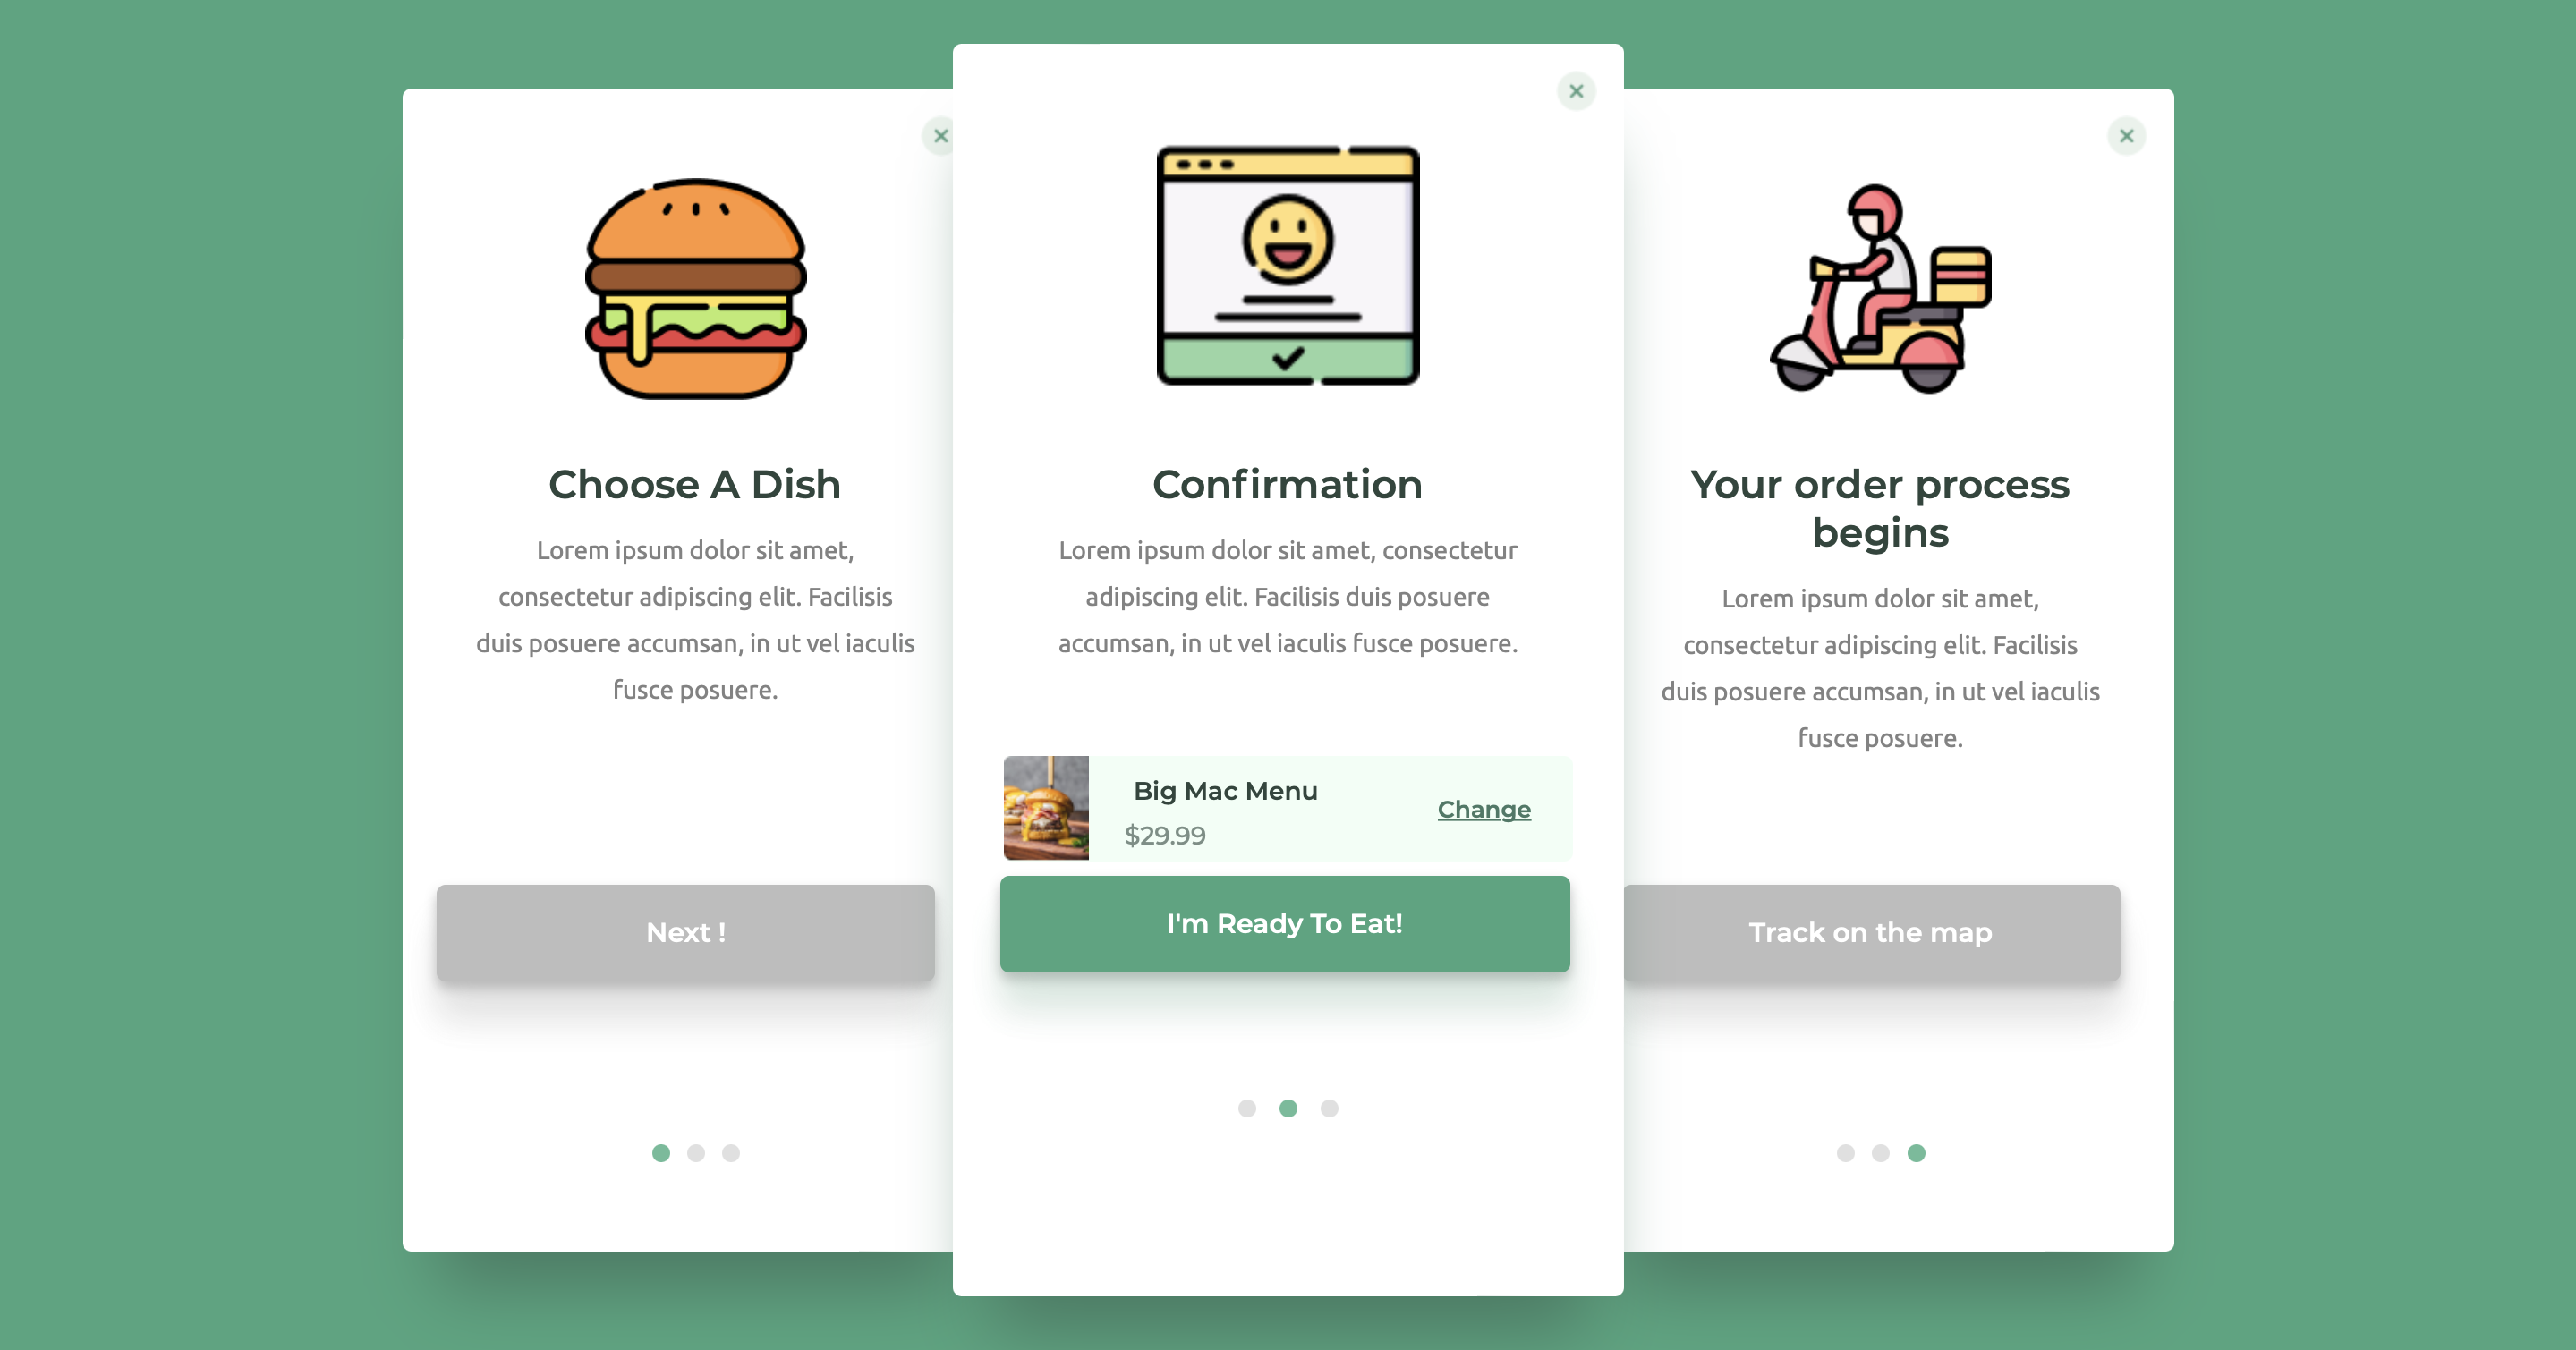 Choose A Dish
Lorem ipsum dolor sit amet,
consectetur adipiscing elit. Facilisis
duis posuere accumsan, in ut vel iaculis
fusce posuere.
Next !
Confirmation
Lorem ipsum dolor sit amet, consectetur
adipiscing elit. Facilisis duis posuere
accumsan, in ut vel iaculis fusce posuere.
Big Mac Menu
$29.99
Change
I'm Ready To Eat!
Your order process
begins
Lorem ipsum dolor sit amet,
consectetur adipiscing elit. Facilisis
duis posuere accumsan, in ut vel iaculis
fusce posuere.
Track on the map